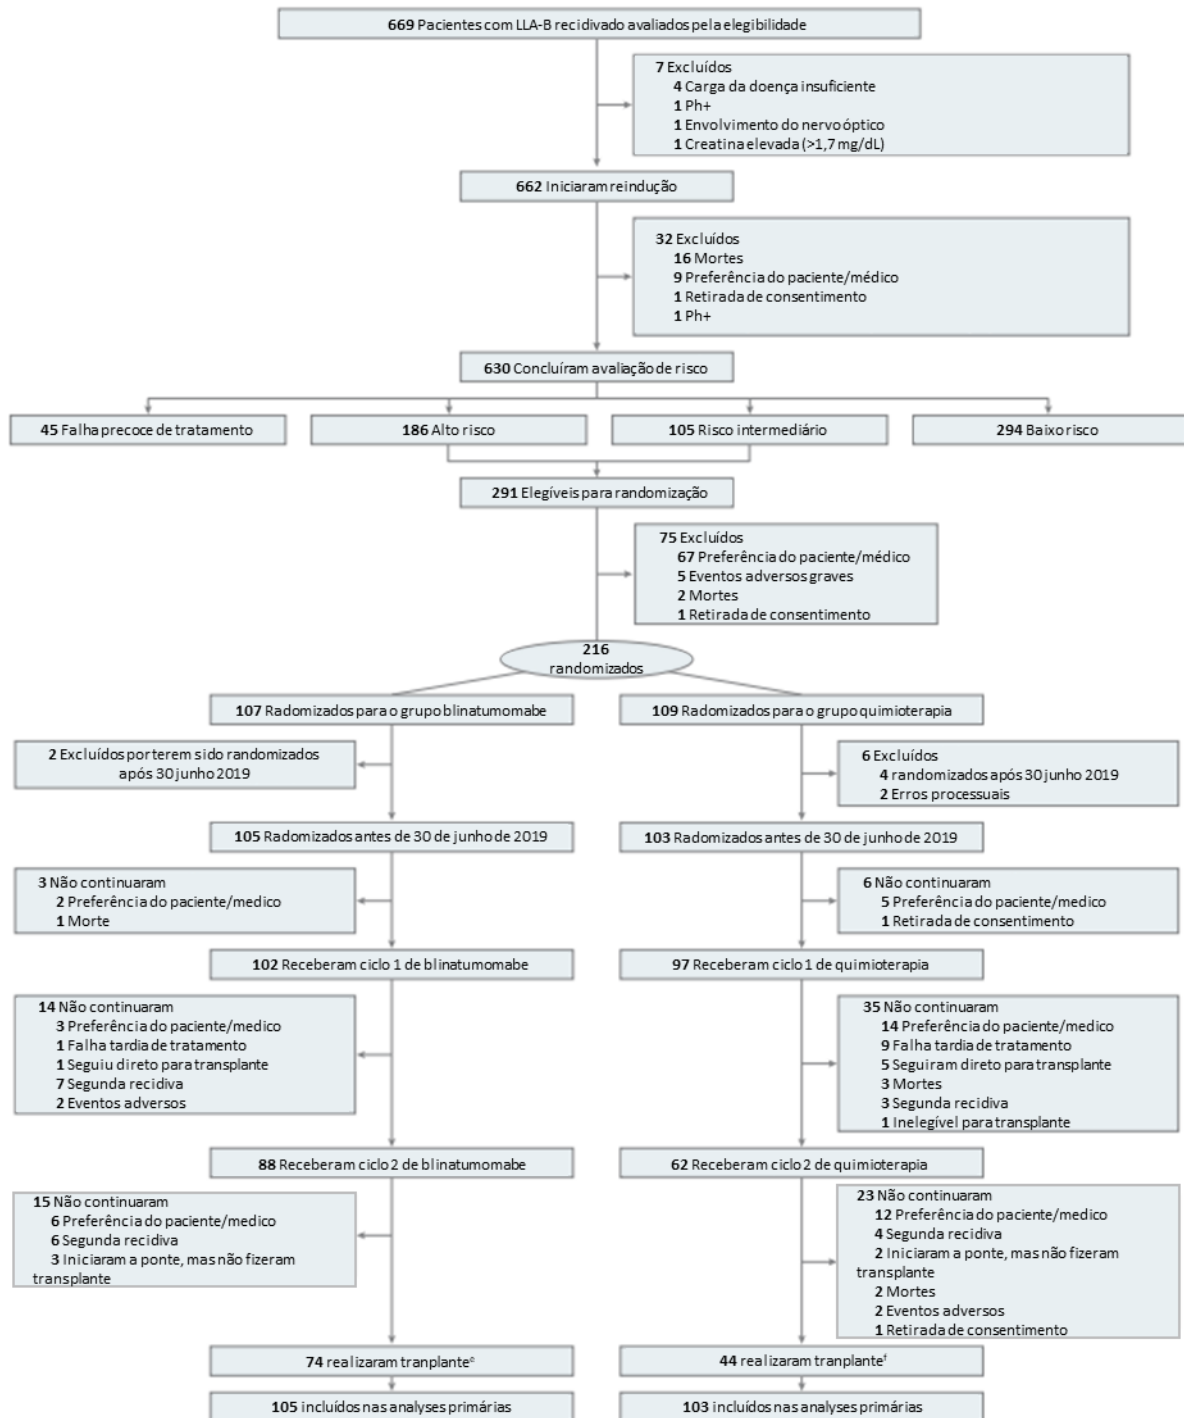 669 Pacientes com LLA-B recidivado avaliados pela elegibilidade
7 Excluídos
4 Carga da doença insuficiente
1 Ph+
1 Envolvimento do nervo óptico
1 Creatina elevada (>1,7 mg/dL)
662 Iniciaram reindução
32 Excluídos
16 Mortes
9 Preferência do paciente/médico
1 Retirada de consentimento
1 Ph+
630 Concluíram avaliação de risco
45 Falha precoce de tratamento
186 Alto risco
105 Risco intermediário
294 Baixo risco
291 Elegíveis para randomização
75 Excluídos
67 Preferência do paciente/médico
5 Eventos adversos graves
2 Mortes
1 Retirada de consentimento
216
randomizados
107 Radomizados para o grupo blinatumomabe
109 Radomizados para o grupo quimioterapia
2 Excluídos por terem sido randomizados
após 30 junho 2019
6 Excluídos
4 randomizados após 30 junho 2019
2 Erros processuais
105 Radomizados antes de 30 de junho de 2019
103 Radomizados antes de 30 de junho de 2019
3 Não continuaram
2 Preferência do paciente/medico
1 Morte
6 Não continuaram
5 Preferência do paciente/medico
1 Retirada de consentimento
102 Receberam ciclo 1 de blinatumomabe
97 Receberam ciclo 1 de quimioterapia
14 Não continuaram
3 Preferência do paciente/medico
1 Falha tardia de tratamento
1 Seguiu direto para transplante
7 Segunda recidiva
2 Eventos adversos
35 Não continuaram
14 Preferência do paciente/medico
9 Falha tardia de tratamento
5 Seguiram direto para transplante
3 Mortes
3 Segunda recidiva
1 Inelegível para transplante
88 Receberam ciclo 2 de blinatumomabe
62 Receberam ciclo 2 de quimioterapia
15 Não continuaram
6 Preferência do paciente/medico
6 Segunda recidiva
3 Iniciaram a ponte, mas não fizeram
transplante
23 Não continuaram
12 Preferência do paciente/medico
4 Segunda recidiva
2 Iniciaram a ponte, mas não fizeram
transplante
2 Mortes
2 Eventos adversos
1 Retirada de consentimento
74 realizaram tranplanteᵉ
44 realizaram tranplanteᶠ
105 incluídos nas analyses primárias
103 incluídos nas analyses primárias